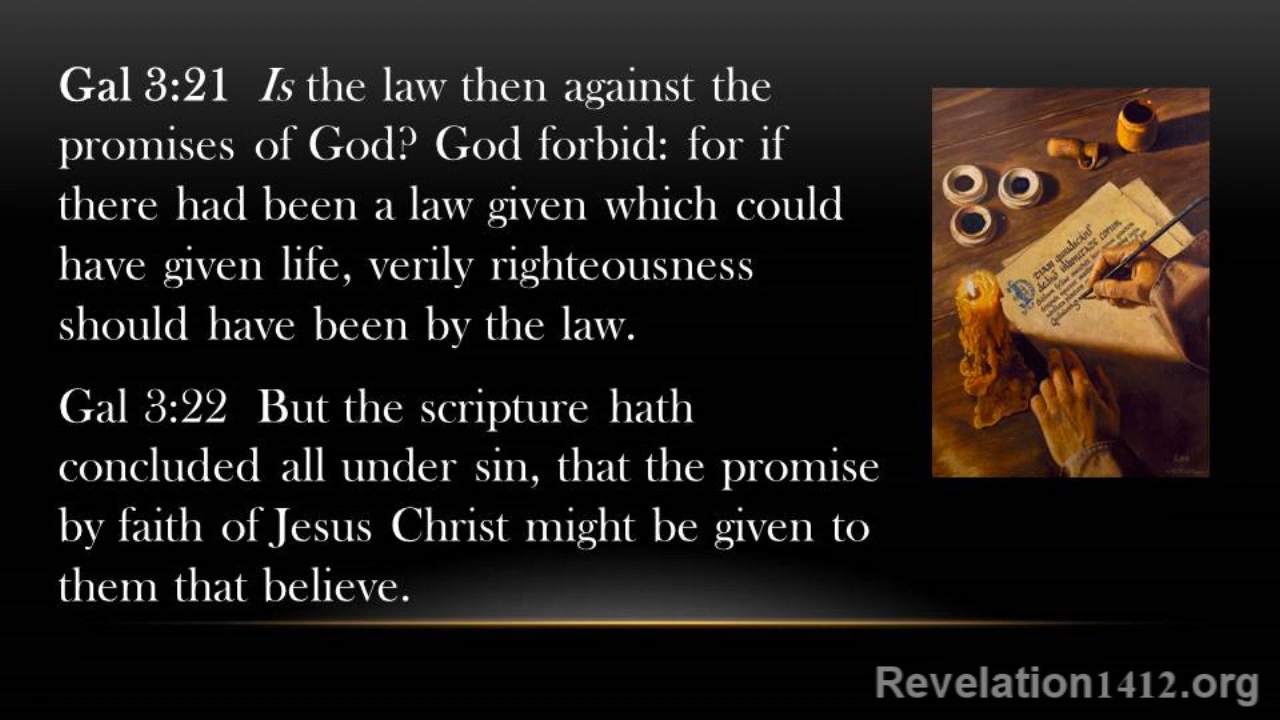 Gal 3:21 Is the law then against the
promises of God? God forbid: for if
there had been a law given which could
have given life, verily righteousness
should have been by the law.
Gal 3:22 But the scripture hath
concluded all under sin, that the promise
by faith of Jesus Christ might be given to
them that believe.
Revelation1412.org